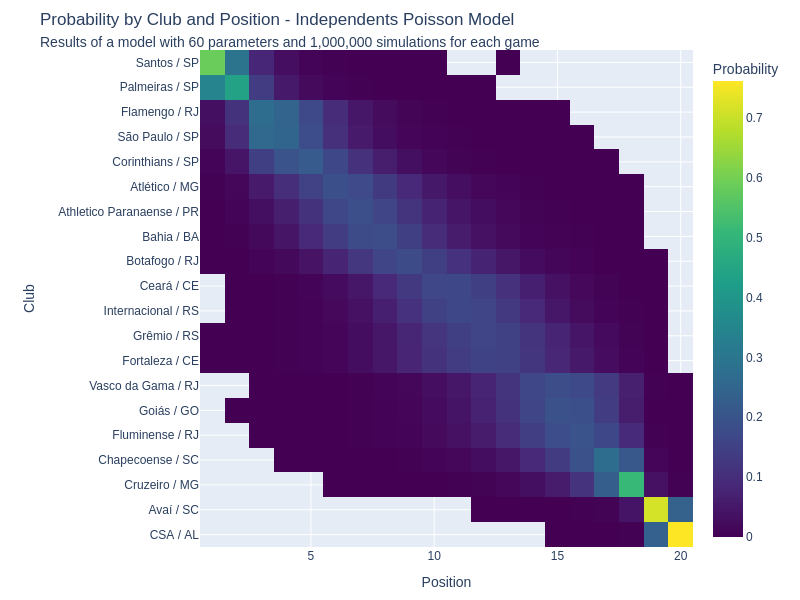 Probability by Club and Position - Independents Poisson Model
Results of a model with 60 parameters and 1,000,000 simulations for each game
Probability
Club
Santos / SP
Palmeiras / SP
Flamengo / RJ
São Paulo / SP
Corinthians / SP
Atlético / MG
Athletico Paranaense / PR
Bahia / BA
Botafogo / RJ
Ceará / CE
Internacional / RS
Grêmio / RS
Fortaleza / CE
Vasco da Gama / RJ
Goiás / GO
Fluminense / RJ
Chapecoense / SC
Cruzeiro / MG
Avaí / SC
CSA / AL
0.7
0.6
0.5
0.4
0.3
0.2
0.1
0
5
10
15
20
Position